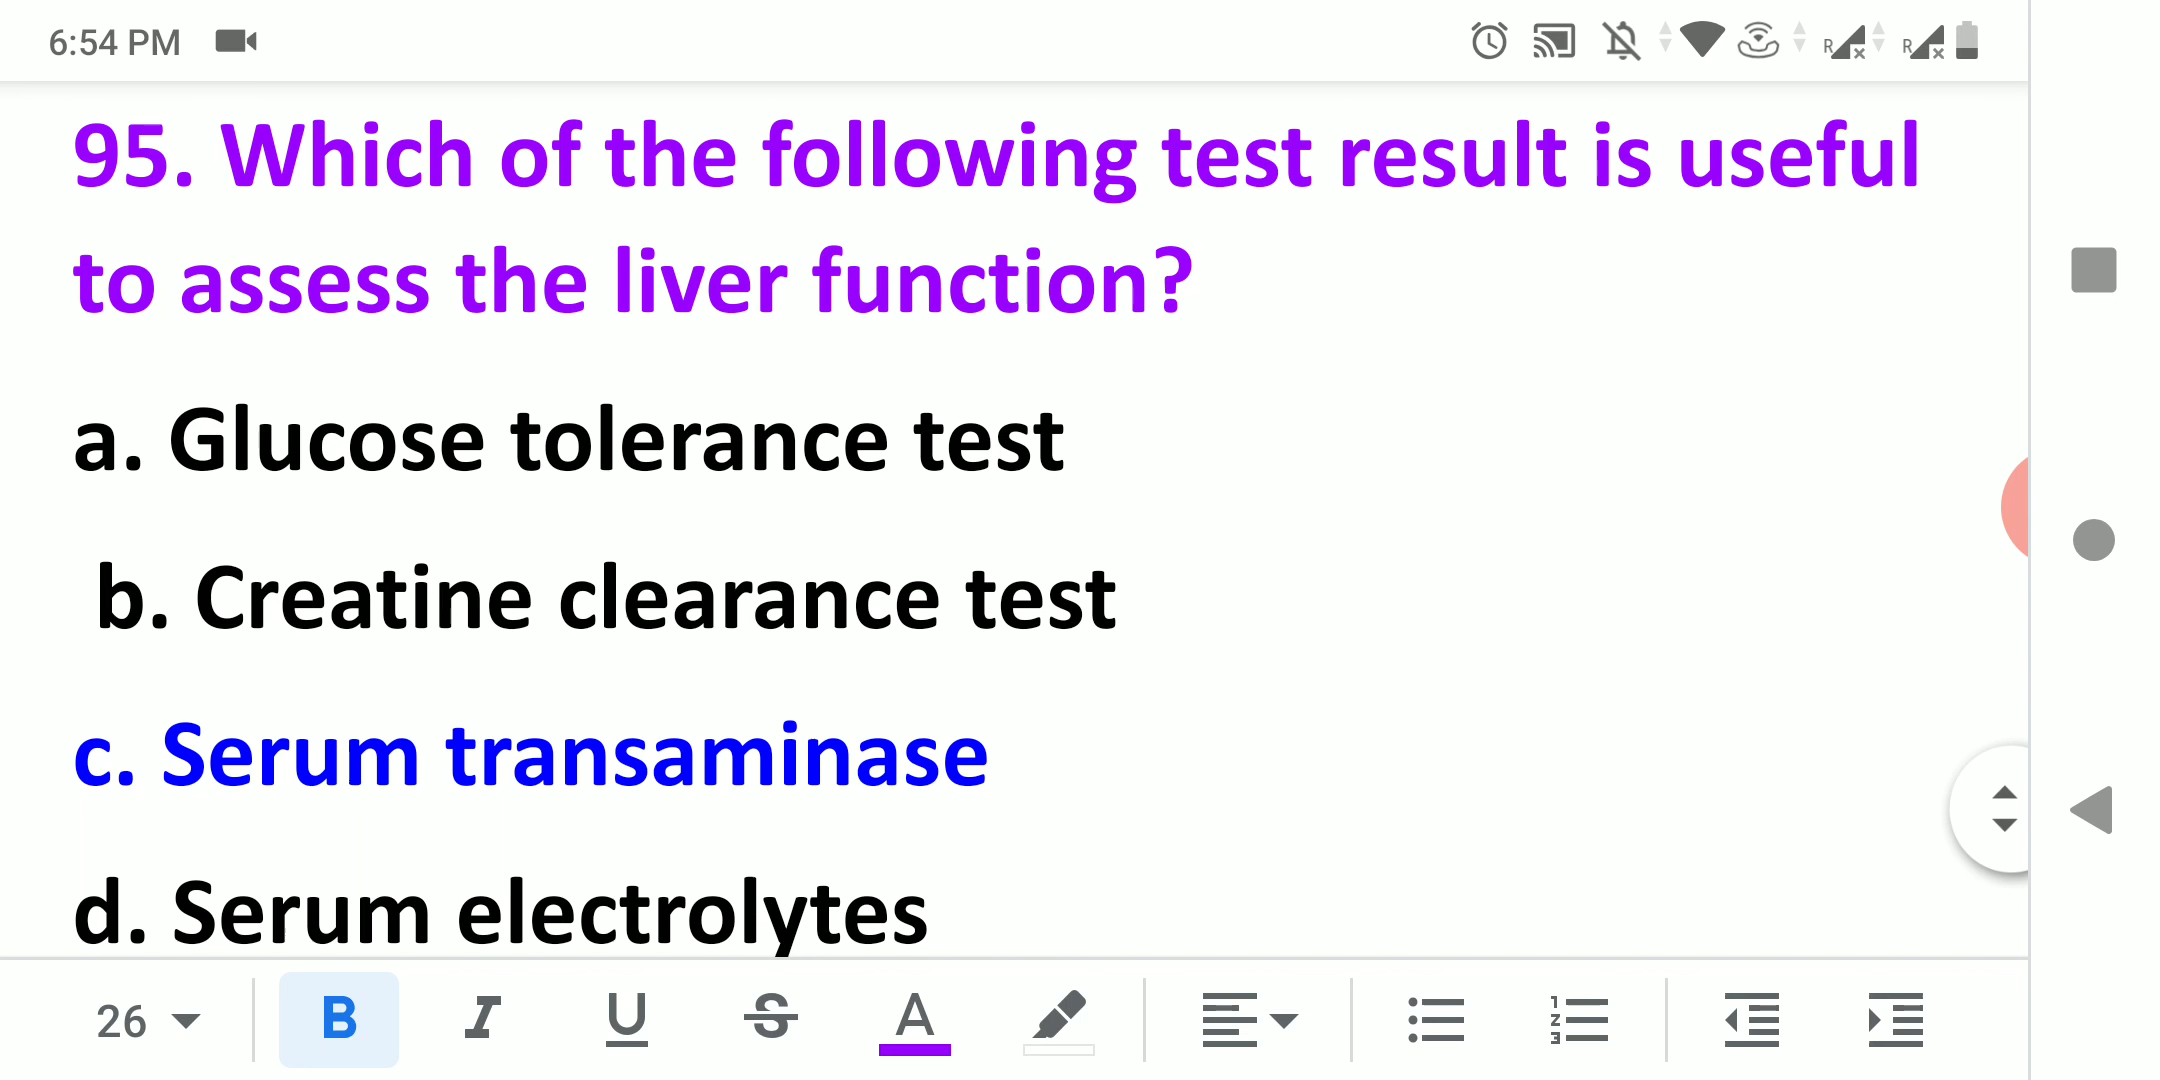 6:54 PM
R R
95. Which of the following test result is useful
to assess the liver function?
a. Glucose tolerance test
b. Creatine clearance test
c. Serum transaminase
d. Serum electrolytes
26 B I U S A